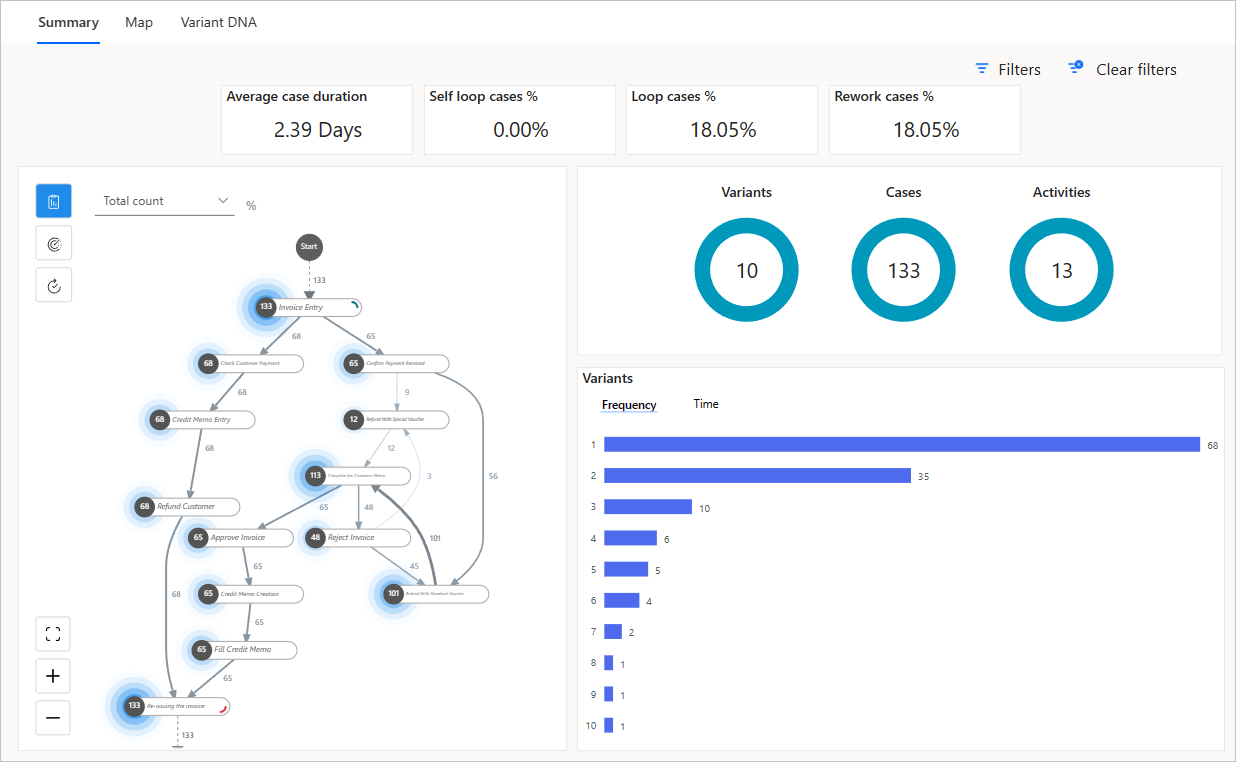 Summary Map Variant DNA
Filters Clear filters
Average case duration
2.39 Days
Self loop cases %
0.00%
Loop cases %
18.05%
Rework cases %
18.05%
Total count %
Start
133
133 Invoice Entry
68 65
68 Check Customer Payment
65 Confirm Payment Received
68 9
68 Credit Memo Entry
12 Refund With Special Voucher
68 12
113 Complete the Customer Memo
3 56
68 Refund Customer
65 48
65 Approve Invoice
48 Reject Invoice
101
65 45
68
65 Credit Memo Creation
101 Refund With Standard Voucher
65
65 Fill Credit Memo
65
133 Re-issuing the invoice
133
Variants
10
Cases
133
Activities
13
Variants
Frequency Time
1 68
2 35
3 10
4 6
5 5
6 4
7 2
8 1
9 1
10 1